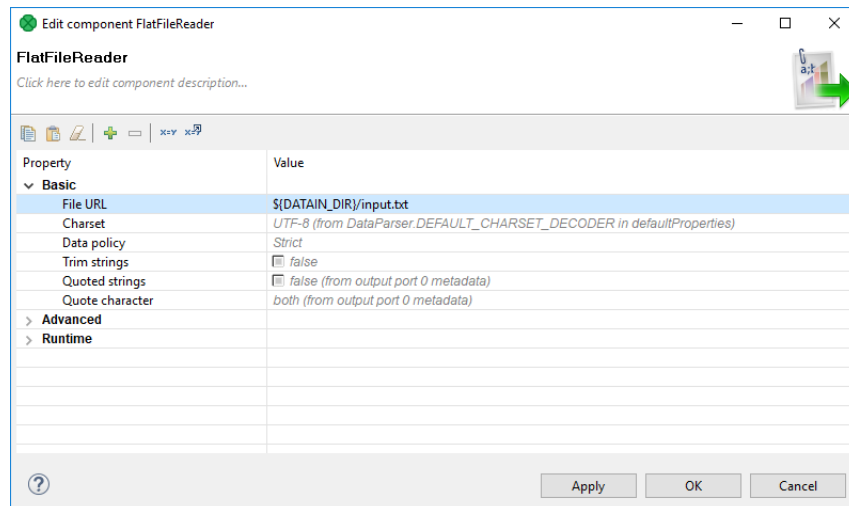 Edit component FlatFileReader
FlatFileReader
Click here to edit component description...
a;t
x=y x=?
Property Value
Basic
File URL ${DATAIN_DIR}/input.txt
Charset UTF-8 (from DataParser.DEFAULT_CHARSET_DECODER in defaultProperties)
Data policy Strict
Trim strings false
Quoted strings false (from output port 0 metadata)
Quote character both (from output port 0 metadata)
Advanced
Runtime
?
Apply OK Cancel